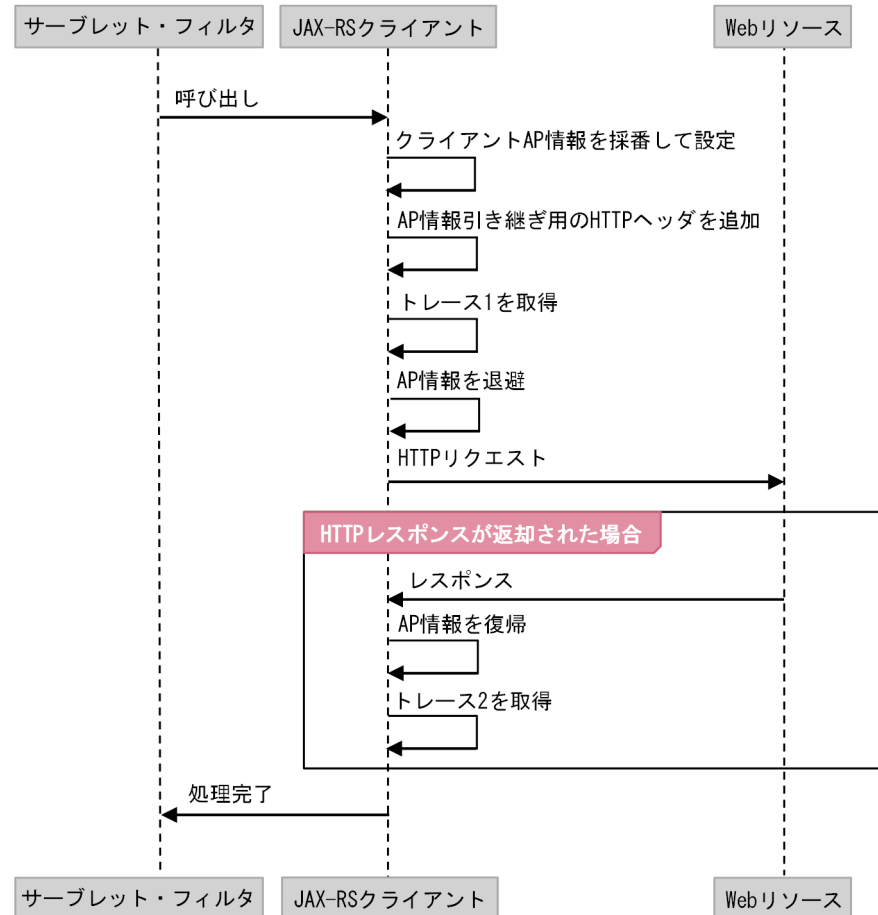 サーブレット・フィルタ
JAX-RSクライアント
Webリソース
呼び出し
クライアントAP情報を採番して設定
AP情報引き継ぎ用のHTTPヘッダを追加
トレース1を取得
AP情報を退避
HTTPリクエスト
HTTPレスポンスが返却された場合
レスポンス
AP情報を復帰
トレース2を取得
処理完了
サーブレット・フィルタ
JAX-RSクライアント
Webリソース